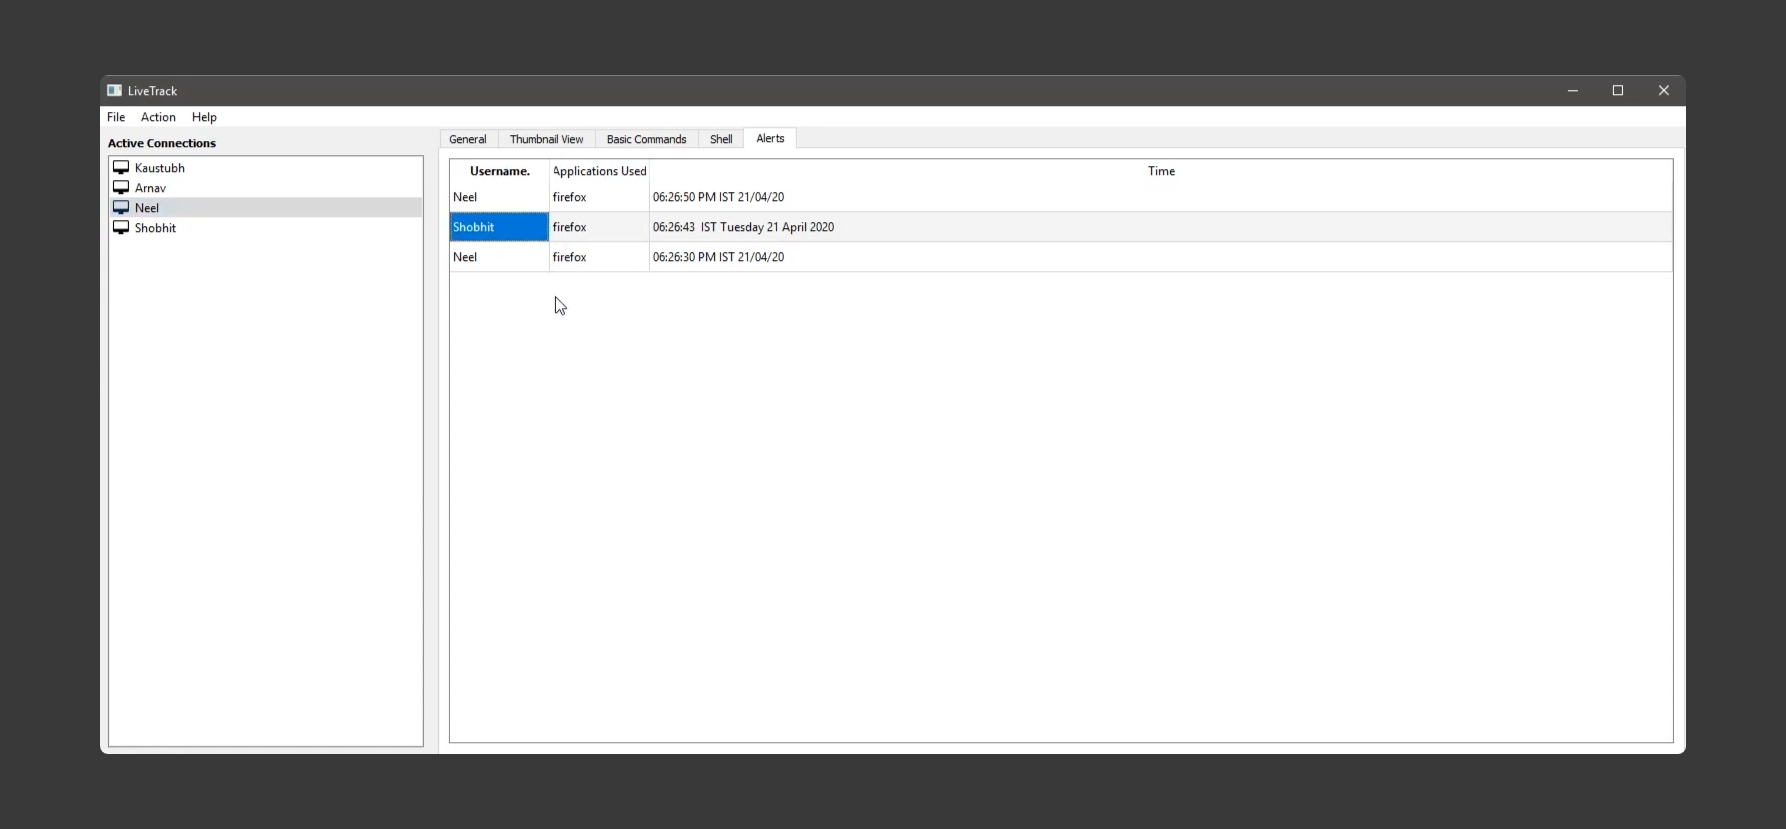 LiveTrack
File Action Help
Active Connections
Kaustubh
Arnav
Neel
Shobhit
General Thumbnail View Basic Commands Shell Alerts
Username. Applications Used Time
Neel firefox 06:26:50 PM IST 21/04/20
Shobhit firefox 06:26:43 IST Tuesday 21 April 2020
Neel firefox 06:26:30 PM IST 21/04/20